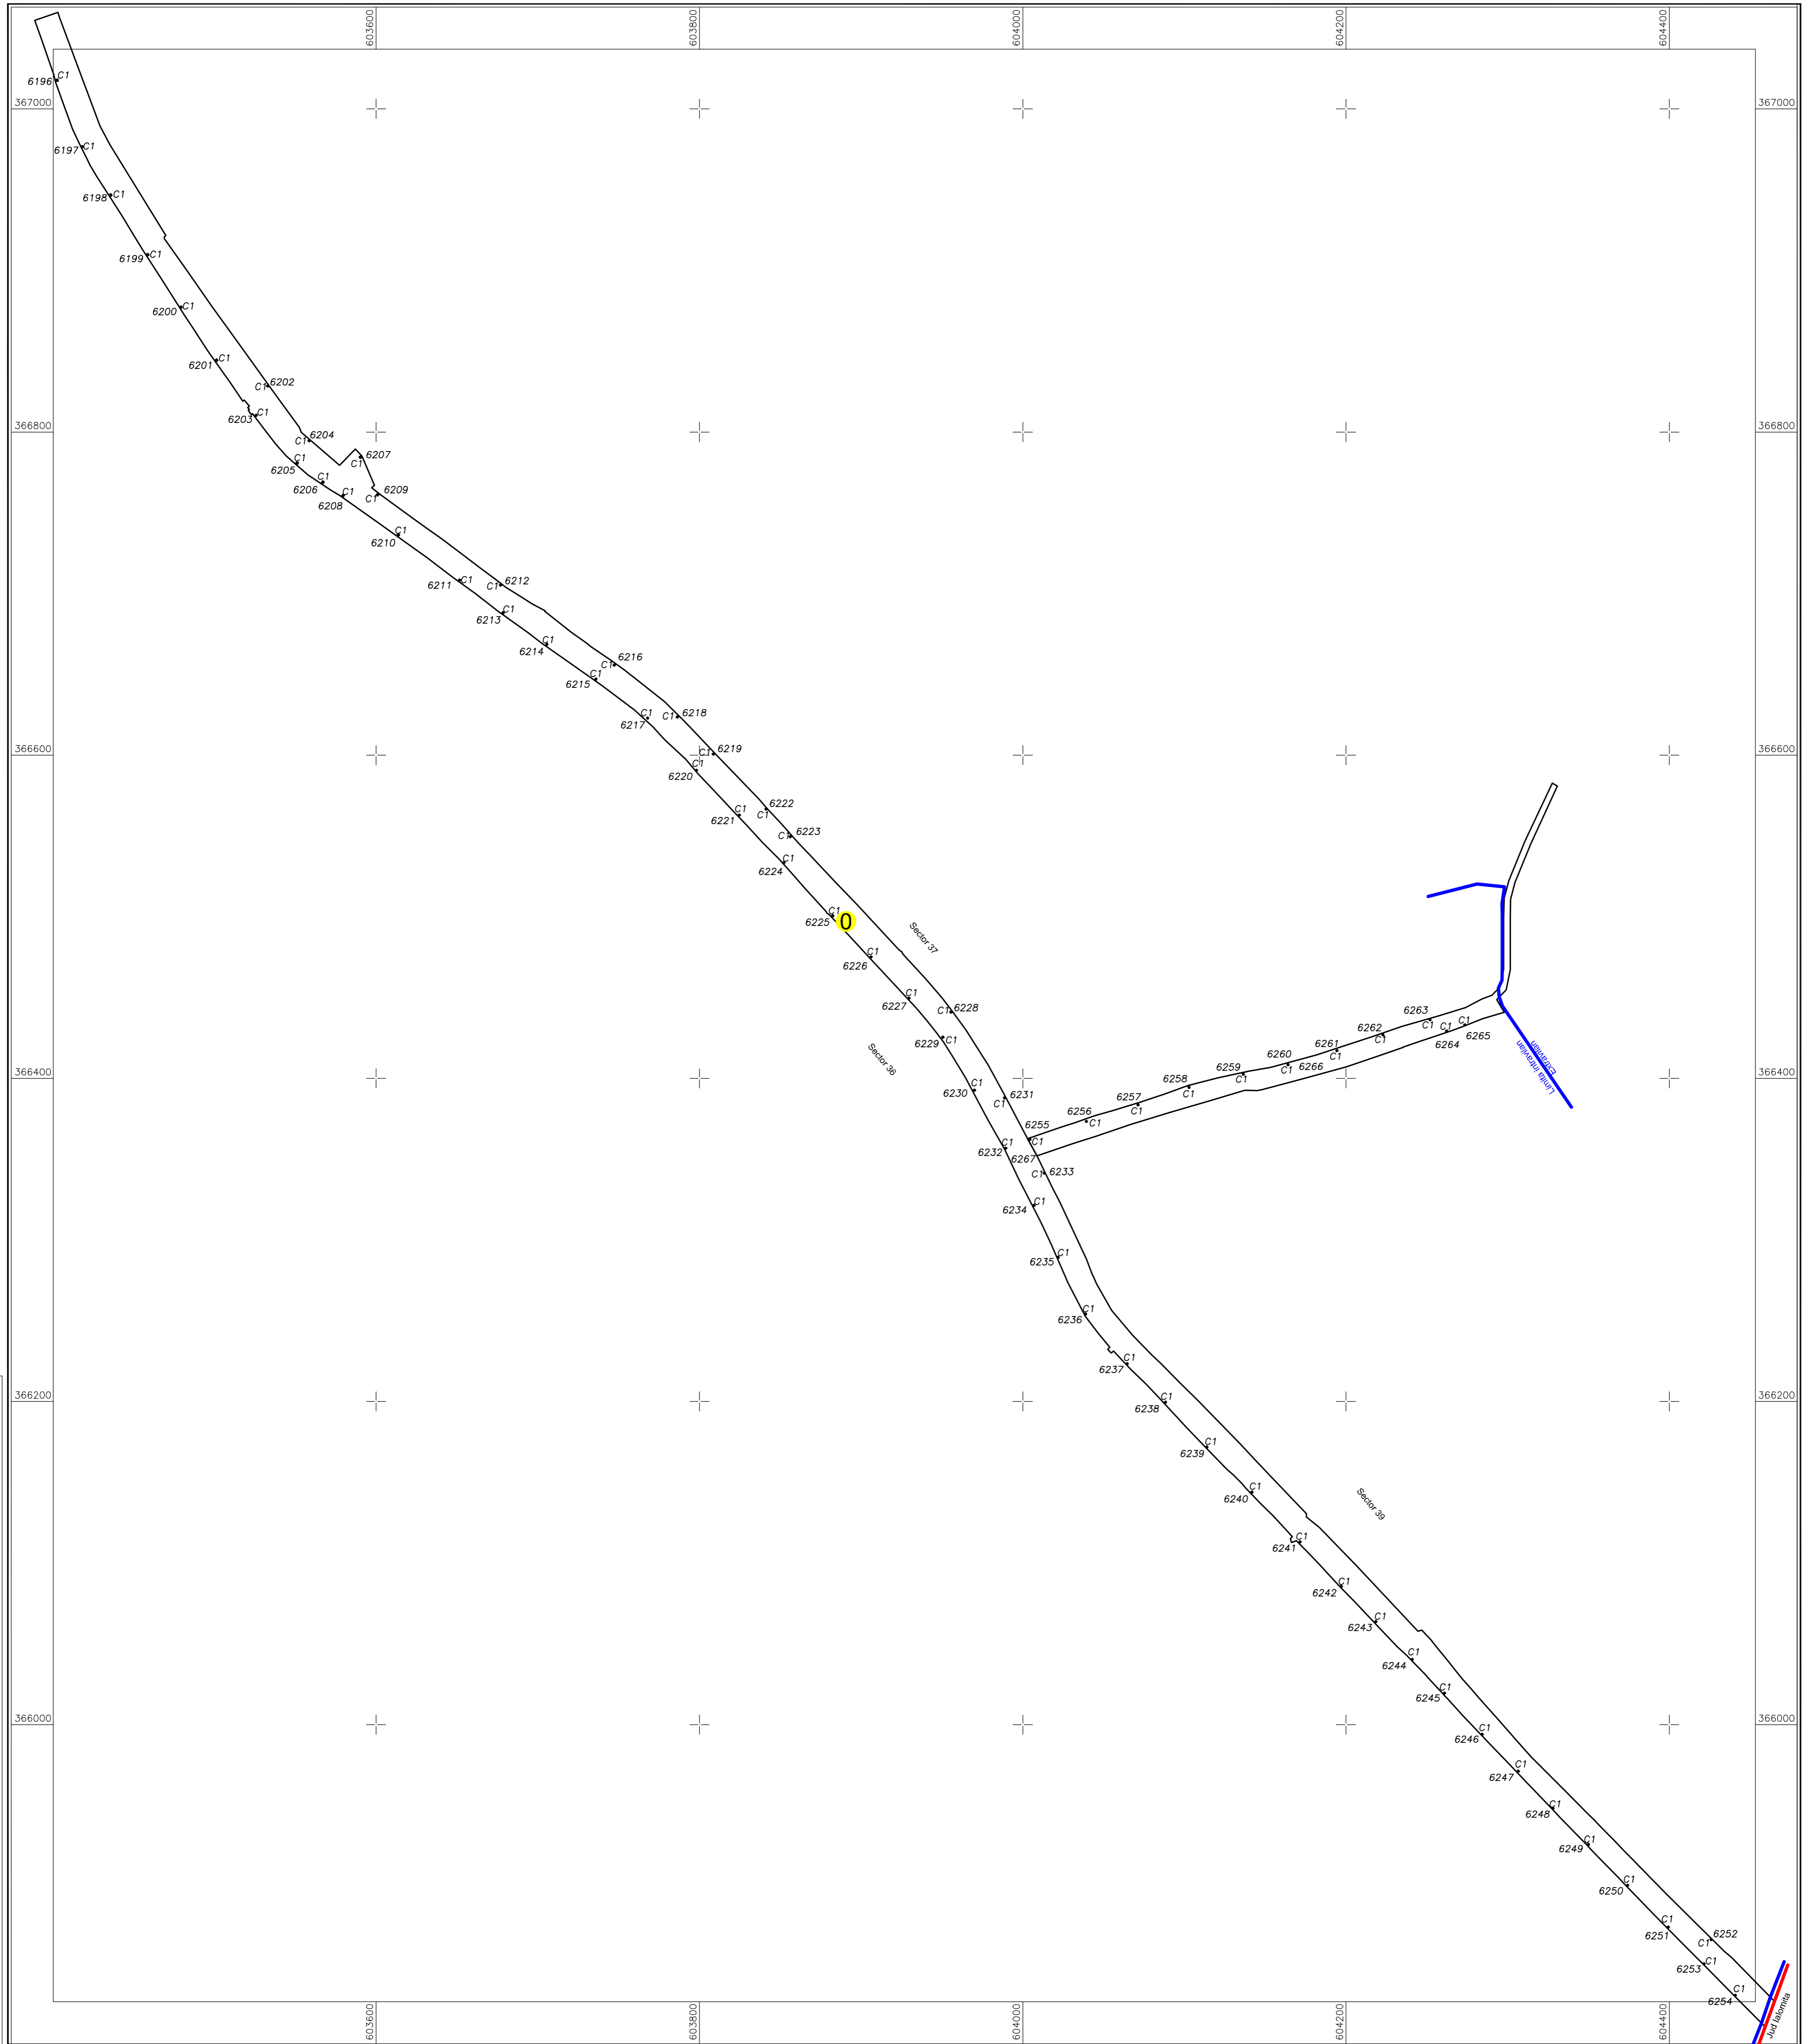 603600
603800
604000
604200
604400
6196 C1
367000
367000
6197 C1
6198 C1
6199 C1
6200 C1
6201 C1
C1 6202
6203 C1
366800
366800
C1 6204
6205 C1
C1 6207
6206 C1
6208 C1
C1 6209
6210 C1
6211 C1
C1 6212
6213 C1
6214 C1
C1 6216
6215 C1
6217 C1
C1 6218
366600
366600
C1 6219
6220 C1
6221 C1
C1 6222
C1 6223
6224 C1
6225 C1
0
Sector 37
6226 C1
6227 C1
C1 6228
6229 C1
Sector 36
6263 C1
6264 C1
6265 C1
6262 C1
6261 C1
6260 C1
6266
6259 C1
6258 C1
6257 C1
6256 C1
6255 C1
Extravilan
Limita intravilan
366400
366400
6230 C1
C1 6231
6232 C1
6267
C1 6233
6234 C1
6235 C1
6236 C1
6237 C1
366200
366200
6238 C1
6239 C1
6240 C1
Sector 39
6241 C1
6242 C1
6243 C1
6244 C1
6245 C1
366000
366000
6246 C1
6247 C1
6248 C1
6249 C1
6250 C1
6251 C1
C1 6252
6253 C1
6254 C1
Jud Ialomita
603600
603800
604000
604200
604400